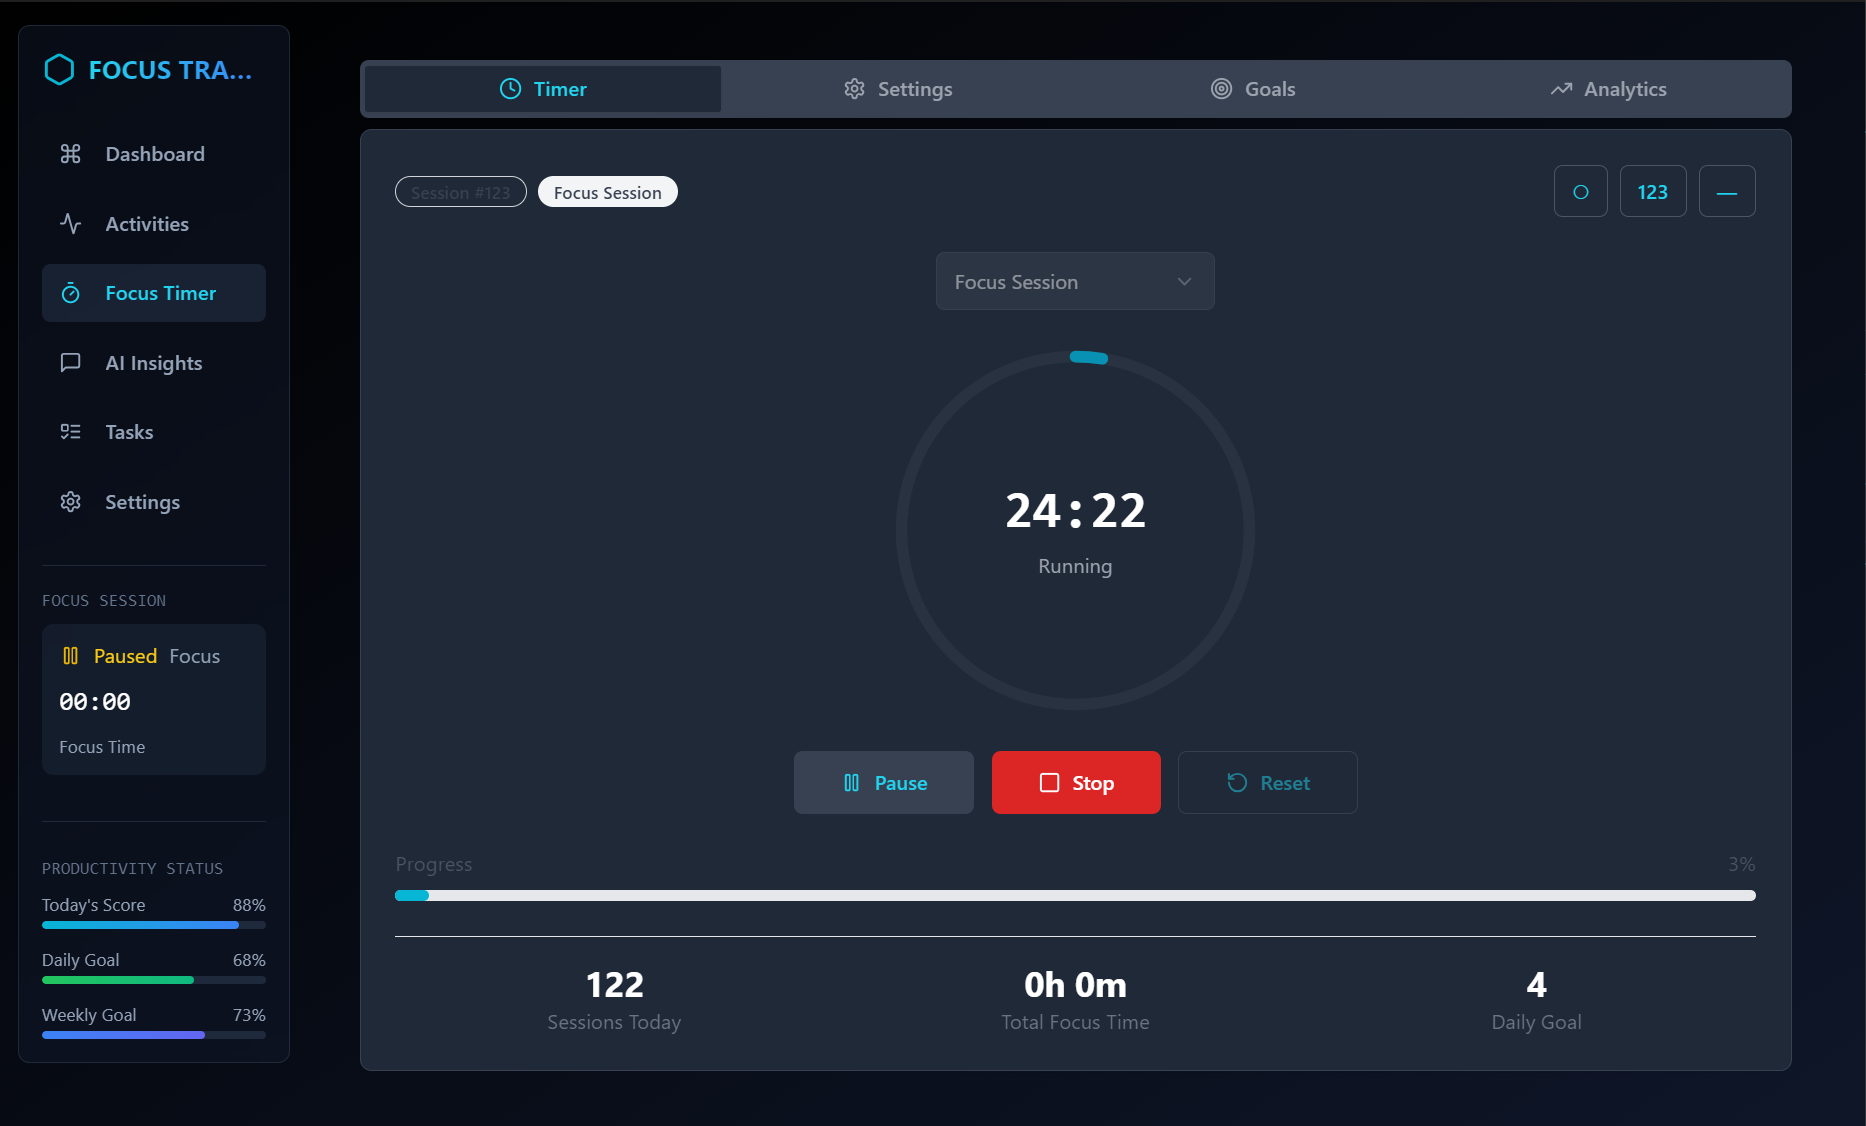 FOCUS TRA...
Dashboard
Activities
Focus Timer
AI Insights
Tasks
Settings
FOCUS SESSION
Paused Focus
00:00
Focus Time
PRODUCTIVITY STATUS
Today's Score 88%
Daily Goal 68%
Weekly Goal 73%
Timer Settings Goals Analytics
Session #123 Focus Session
123
Focus Session
24:22
Running
Pause Stop Reset
Progress 3%
122 0h 0m 4
Sessions Today Total Focus Time Daily Goal